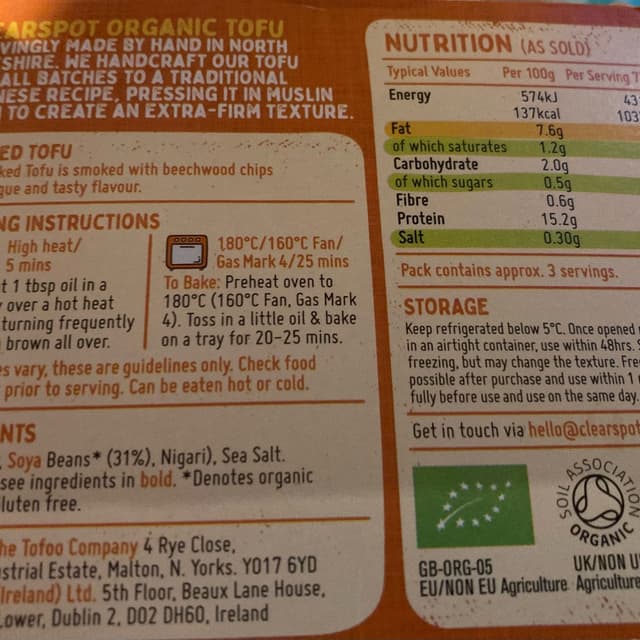 EARSPOT ORGANIC TOFU
VINGLY MADE BY HAND IN NORTH
SHIRE. WE HANDCRAFT OUR TOFU
ALL BATCHES TO A TRADITIONAL
NESE RECIPE, PRESSING IT IN MUSLIN
TO CREATE AN EXTRA-FIRM TEXTURE.
ED TOFU
ked Tofu is smoked with beechwood chips
gue and tasty flavour.
NG INSTRUCTIONS
High heat/
5 mins
t 1 tbsp oil in a
over a hot heat
turning frequently
brown all over.
180°C/160°C Fan/
Gas Mark 4/25 mins
To Bake: Preheat oven to
180°C (160°C Fan, Gas Mark
4). Toss in a little oil & bake
on a tray for 20-25 mins.
s vary, these are guidelines only. Check food
prior to serving. Can be eaten hot or cold.
NTS
Soya Beans* (31%), Nigari), Sea Salt.
see ingredients in bold. *Denotes organic
luten free.
he Tofoo Company 4 Rye Close,
strial Estate, Malton, N. Yorks. YO17 6YD
Ireland) Ltd. 5th Floor, Beaux Lane House,
Lower, Dublin 2, D02 DH60, Ireland
NUTRITION (AS SOLD)
Typical Values Per 100g Per Serving
Energy 574kJ 43
137kcal 103
Fat 7.6g
of which saturates 1.2g
Carbohydrate 2.0g
of which sugars 0.5g
Fibre 0.6g
Protein 15.2g
Salt 0.30g
Pack contains approx. 3 servings.
STORAGE
Keep refrigerated below 5°C. Once opened
in an airtight container, use within 48hrs. S
freezing, but may change the texture. Fre
possible after purchase and use within 1
fully before use and use on the same day.
Get in touch via hello@clearspot
SOIL ASSOCIATION
ORGANIC
GB-ORG-05
EU/NON EU Agriculture
UK/NON U
Agriculture